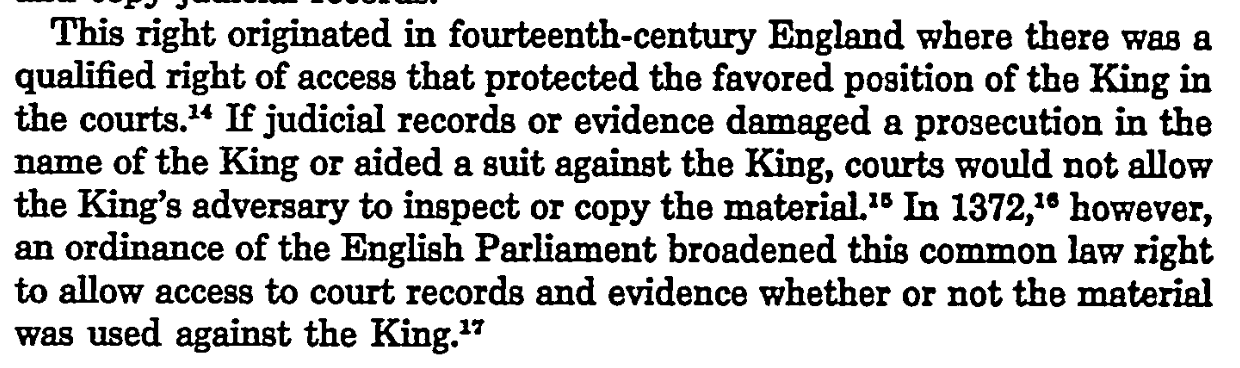 and copy judicial records.
This right originated in fourteenth-century England where there was a
qualified right of access that protected the favored position of the King in
the courts.¹⁴ If judicial records or evidence damaged a prosecution in the
name of the King or aided a suit against the King, courts would not allow
the King's adversary to inspect or copy the material.¹⁵ In 1372,¹⁶ however,
an ordinance of the English Parliament broadened this common law right
to allow access to court records and evidence whether or not the material
was used against the King.¹⁷